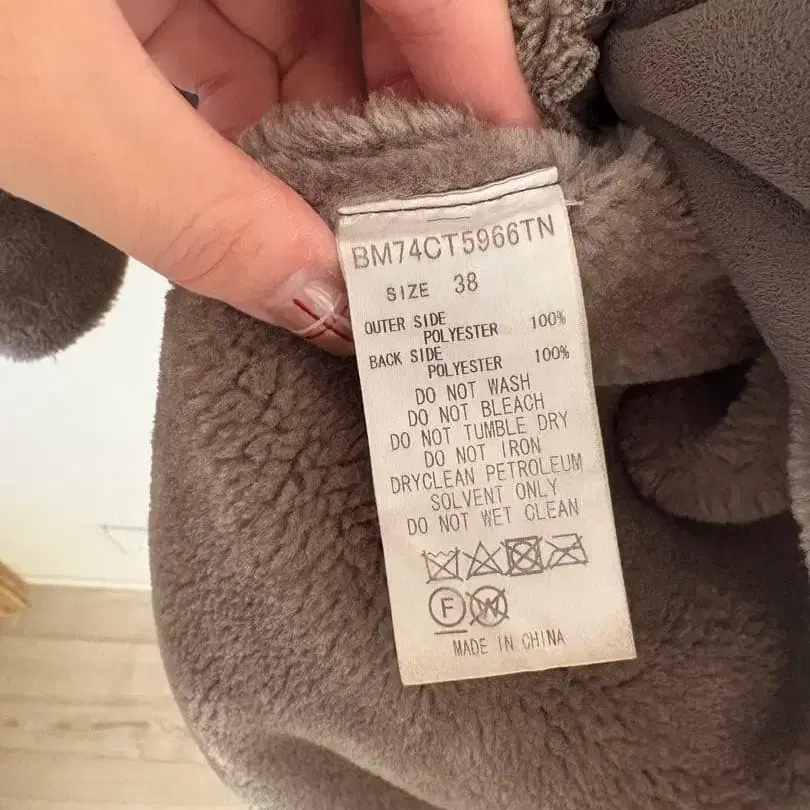 BM74CT5966TN
SIZE 38
OUTER SIDE
POLYESTER 100%
BACK SIDE
POLYESTER 100%
DO NOT WASH
DO NOT BLEACH
DO NOT TUMBLE DRY
DO NOT IRON
DRYCLEAN PETROLEUM
SOLVENT ONLY
DO NOT WET CLEAN
F W
MADE IN CHINA